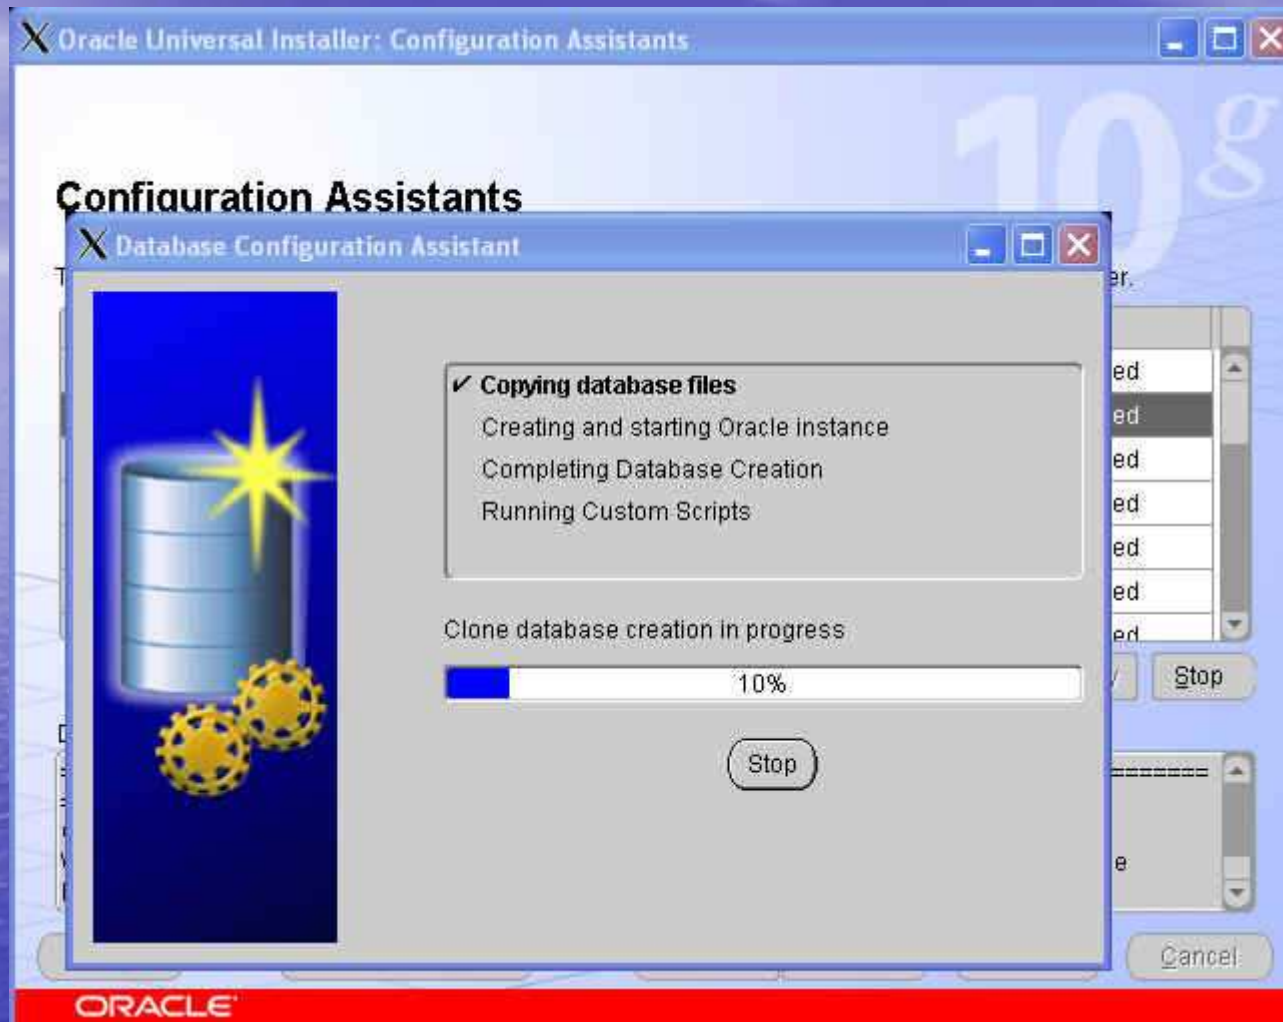 Oracle Universal Installer: Configuration Assistants
10g
Configuration Assistants
Database Configuration Assistant
er.
✔ Copying database files
Creating and starting Oracle instance
Completing Database Creation
Running Custom Scripts
ed
ed
ed
ed
ed
ed
ed
Clone database creation in progress
10%
Stop
Stop
=======
e
Cancel
ORACLE